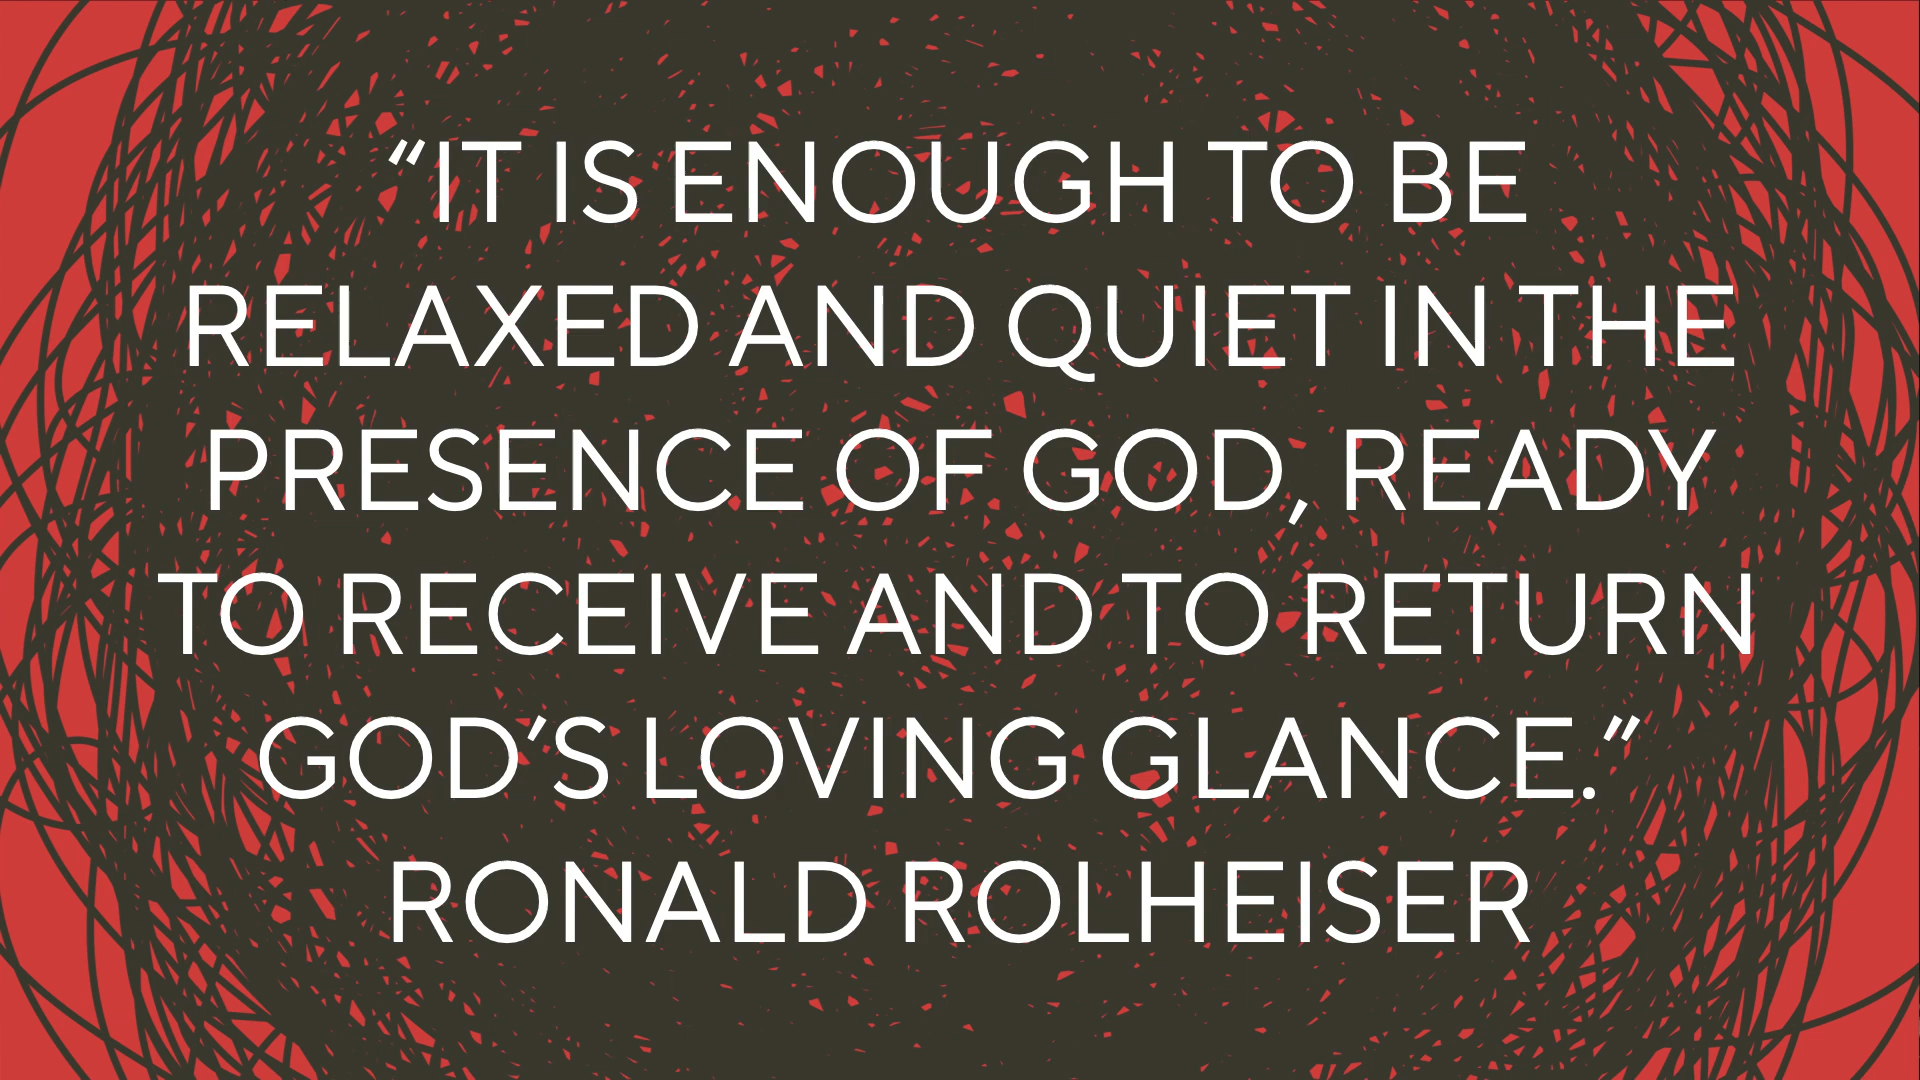 “IT IS ENOUGH TO BE
RELAXED AND QUIET IN THE
PRESENCE OF GOD, READY
TO RECEIVE AND TO RETURN
GOD’S LOVING GLANCE.”
RONALD ROLHEISER